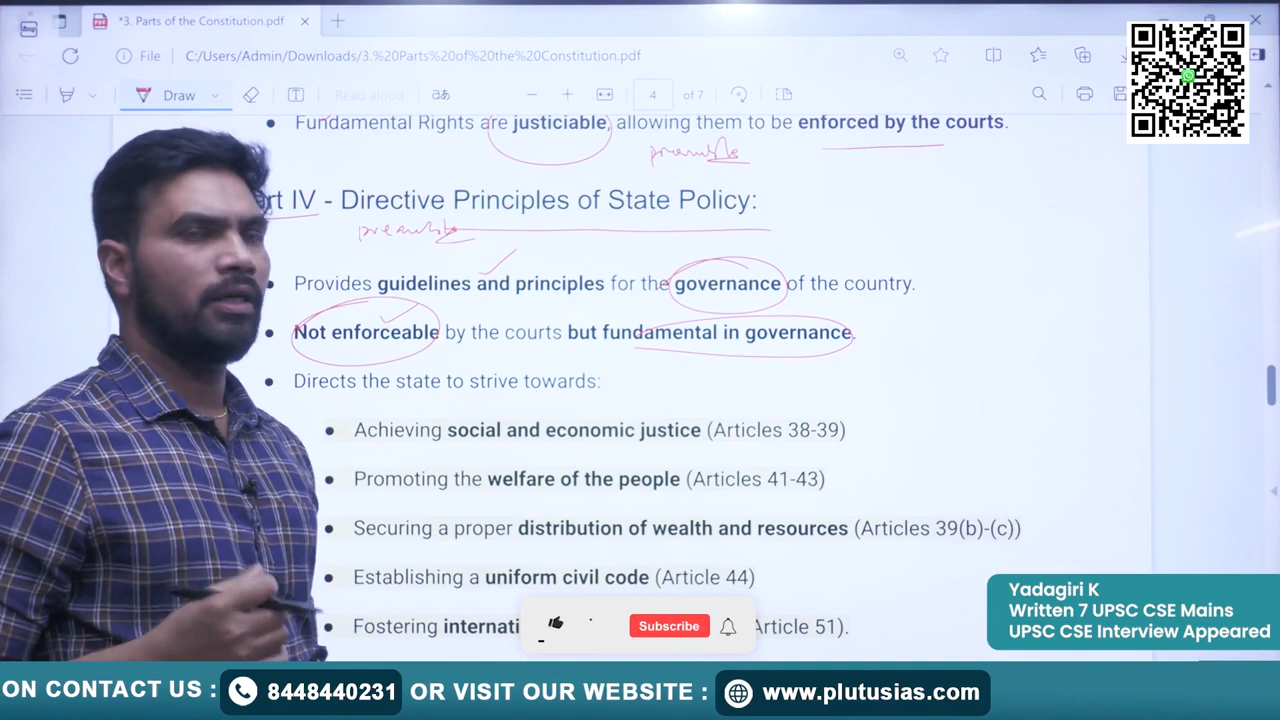 *3. Parts of the Constitution.pdf
File C:/Users/Admin/Downloads/3.%20Parts%20of%20the%20Constitution.pdf
Draw Read aloud aあ 4 of 7
Fundamental Rights are justiciable, allowing them to be enforced by the courts.
IV - Directive Principles of State Policy:
Provides guidelines and principles for the governance of the country.
Not enforceable by the courts but fundamental in governance.
Directs the state to strive towards:
Achieving social and economic justice (Articles 38-39)
Promoting the welfare of the people (Articles 41-43)
Securing a proper distribution of wealth and resources (Articles 39(b)-(c))
Establishing a uniform civil code (Article 44)
Fostering Article 51).
Subscribe
Yadagiri K
Written 7 UPSC CSE Mains
UPSC CSE Interview Appeared
ON CONTACT US : 8448440231 OR VISIT OUR WEBSITE : www.plutusias.com